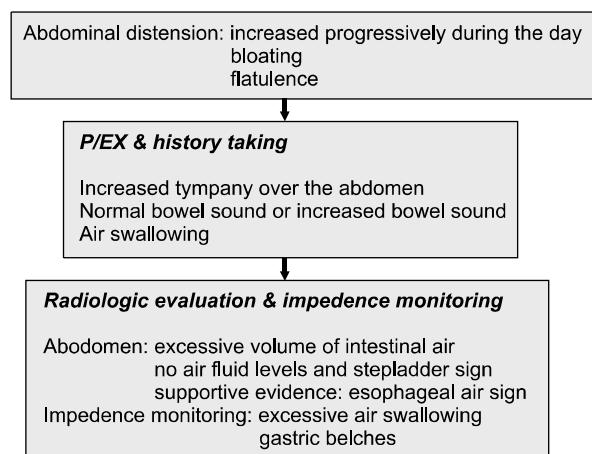 Abdominal distension: increased progressively during the day
bloating
flatulence
P/EX & history taking
Increased tympany over the abdomen
Normal bowel sound or increased bowel sound
Air swallowing
Radiologic evaluation & impedence monitoring
Abodomen: excessive volume of intestinal air
no air fluid levels and stepladder sign
supportive evidence: esophageal air sign
Impedence monitoring: excessive air swallowing
gastric belches